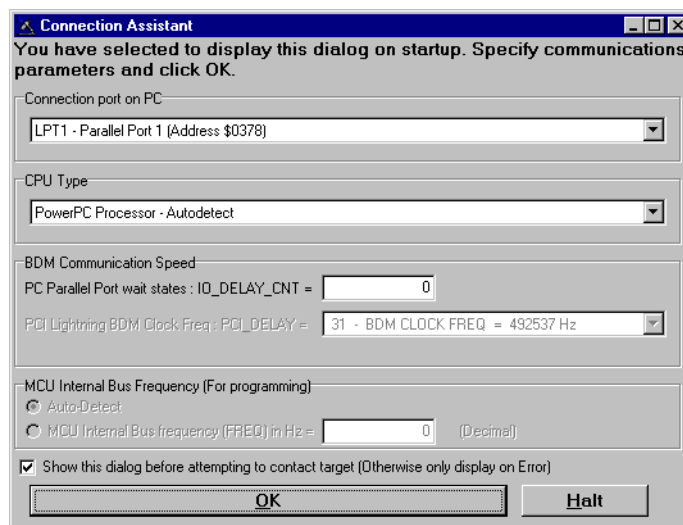 Connection Assistant
You have selected to display this dialog on startup. Specify communications
parameters and click OK.
Connection port on PC
LPT1 - Parallel Port 1 (Address $0378)
CPU Type
PowerPC Processor - Autodetect
BDM Communication Speed
PC Parallel Port wait states : IO_DELAY_CNT = 0
PCI Lightning BDM Clock Freq : PCI_DELAY = 31 - BDM CLOCK FREQ = 492537 Hz
MCU Internal Bus Frequency (For programming)
Auto-Detect
MCU Internal Bus frequency (FREQ) in Hz = 0 (Decimal)
Show this dialog before attempting to contact target (Otherwise only display on Error)
OK Halt